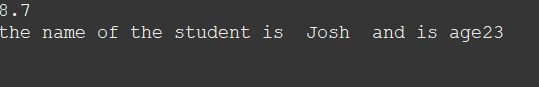 8.7
the name of the student is  Josh  and is age23